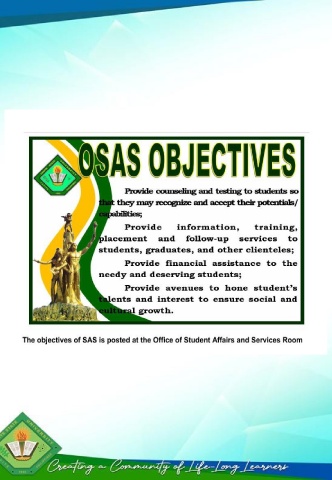 OSAS OBJECTIVES
Provide counseling and testing to students so
that they may recognize and accept their potentials/
capabilities;
Provide information, training,
placement and follow-up services to
students, graduates, and other clienteles;
Provide financial assistance to the
needy and deserving students;
Provide avenues to hone student's
talents and interest to ensure social and
cultural growth.
The objectives of SAS is posted at the Office of Student Affairs and Services Room
Creating a Community of Life-Long Learners